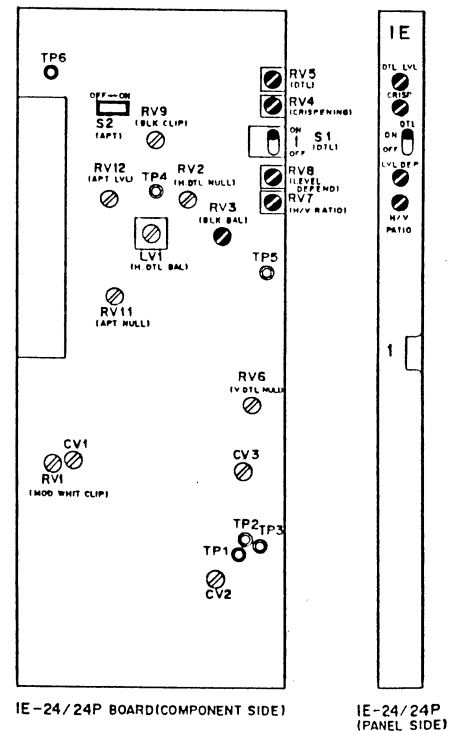 TP6
OFF→ON
S2
(APT)
RV9
(BLK CLIP)
RV5
(DTL)
RV4
(CRISPENING)
ON
OFF
S1
(DTL)
RV12
(APT LVL)
TP4
RV2
(H.DTL NULL)
RV8
(LEVEL
DEPEND)
RV7
(H/V RATIO)
RV3
(BLK BAL)
LV1
(H.DTL BAL)
TP5
RV11
(APT NULL)
RV6
(V DTL NULL)
CV1
RV1
(MOD WHIT CLIP)
CV3
TP2
TP3
TP1
CV2
IE-24/24P BOARD(COMPONENT SIDE)
IE
DTL LVL
CRISP
DTL
ON
OFF
LVL DEP
H/V
RATIO
1
IE-24/24P
(PANEL SIDE)